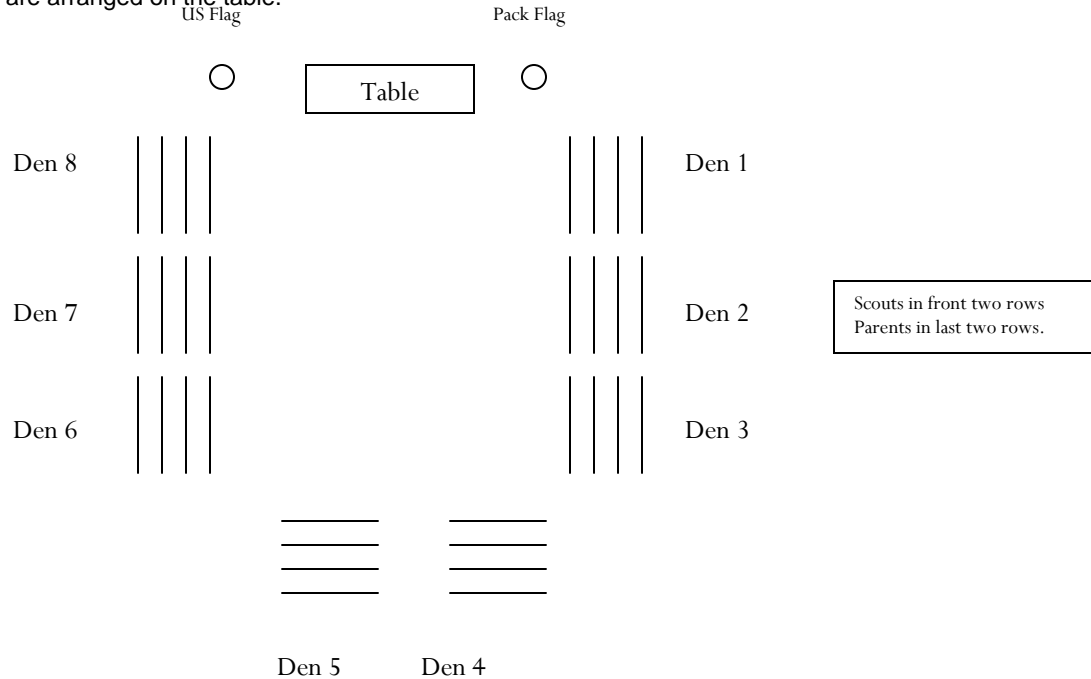 are arranged on the table.
US Flag Pack Flag
Table
Den 8 Den 1
Den 7 Den 2
Scouts in front two rows
Parents in last two rows.
Den 6 Den 3
Den 5 Den 4